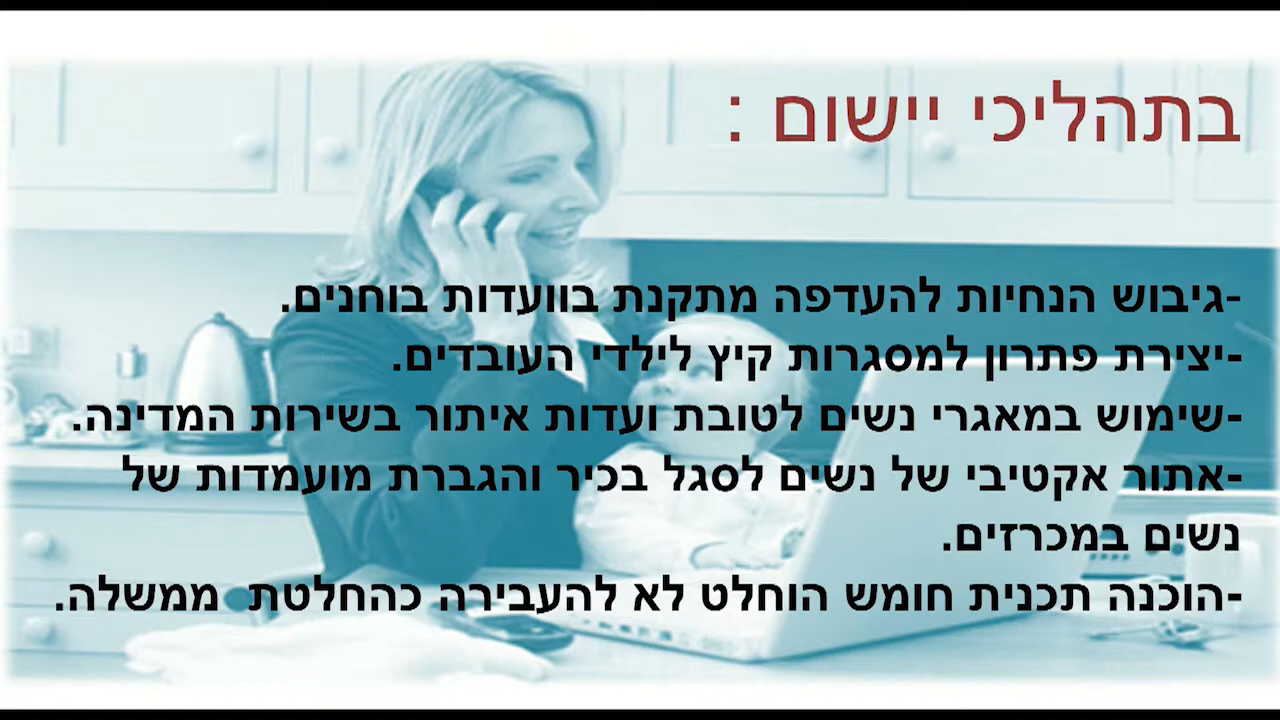 בתהליכי יישום :
-גיבוש הנחיות להעדפה מתקנת בוועדות בוחנים.
-יצירת פתרון למסגרות קיץ לילדי העובדים.
-שימוש במאגרי נשים לטובת ועדות איתור בשירות המדינה.
-אתור אקטיבי של נשים לסגל בכיר והגברת מועמדות של
נשים במכרזים.
-הוכנה תכנית חומש הוחלט לא להעבירה כהחלטת ממשלה.